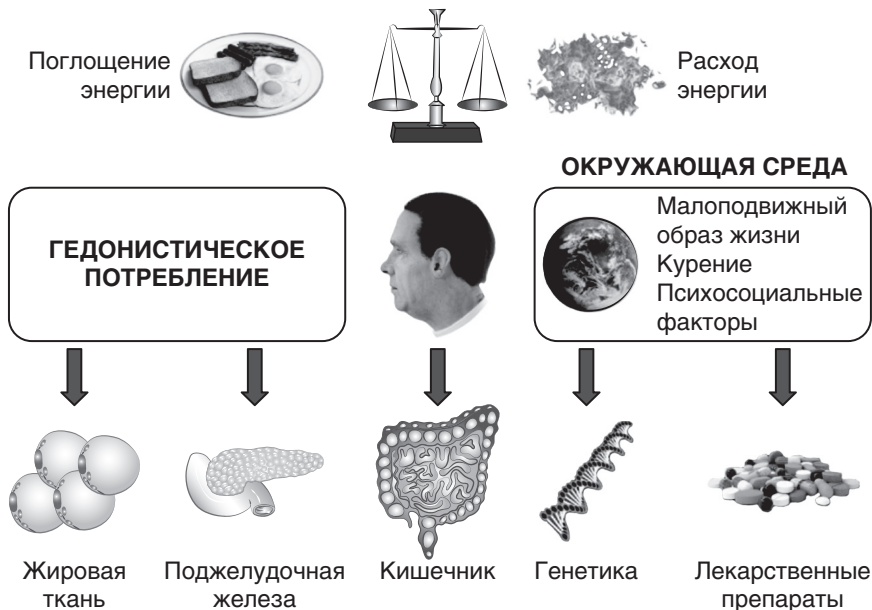 Поглощение
энергии
Расход
энергии
ОКРУЖАЮЩАЯ СРЕДА
ГЕДОНИСТИЧЕСКОЕ
ПОТРЕБЛЕНИЕ
Малоподвижный
образ жизни
Курение
Психосоциальные
факторы
Жировая
ткань
Поджелудочная
железа
Кишечник
Генетика
Лекарственные
препараты